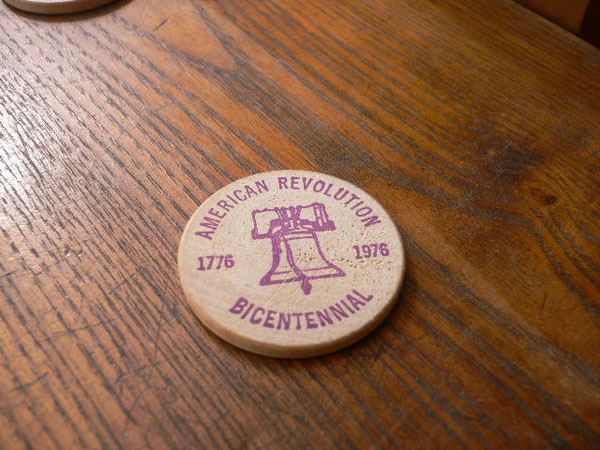 AMERICAN REVOLUTION
1776 1976
BICENTENNIAL